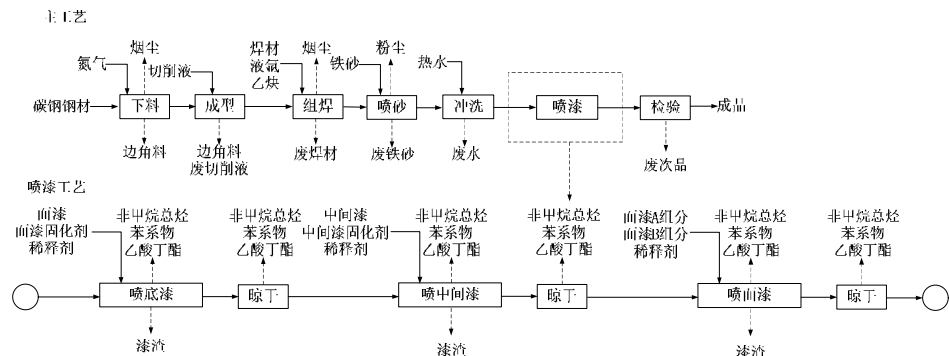 主工艺
烟尘
氮气
切削液
焊材
液氩
乙炔
烟尘
铁砂
粉尘
热水
碳钢钢材
下料
成型
组焊
喷砂
冲洗
喷漆
检验
成品
边角料
边角料
废切削液
废焊材
废铁砂
废水
废次品
喷漆工艺
面漆
面漆固化剂
稀释剂
非甲烷总烃
苯系物
乙酸丁酯
非甲烷总烃
苯系物
乙酸丁酯
中间漆
中间漆固化剂
稀释剂
非甲烷总烃
苯系物
乙酸丁酯
非甲烷总烃
苯系物
乙酸丁酯
面漆A组分
面漆B组分
稀释剂
非甲烷总烃
苯系物
乙酸丁酯
非甲烷总烃
苯系物
乙酸丁酯
喷底漆
晾干
喷中间漆
晾干
喷面漆
晾干
漆渣
漆渣
漆渣